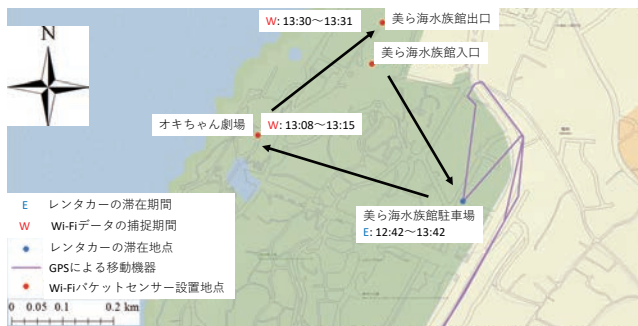 W: 13:30～13:31
美ら海水族館出口
N
美ら海水族館入口
オキちゃん劇場
W: 13:08～13:15
美ら海水族館駐車場
E: 12:42～13:42
E レンタカーの滞在期間
W Wi-Fiデータの捕捉期間
レンタカーの滞在地点
GPSによる移動機器
Wi-Fiパケットセンサー設置地点
0 0.05 0.1 0.2 km